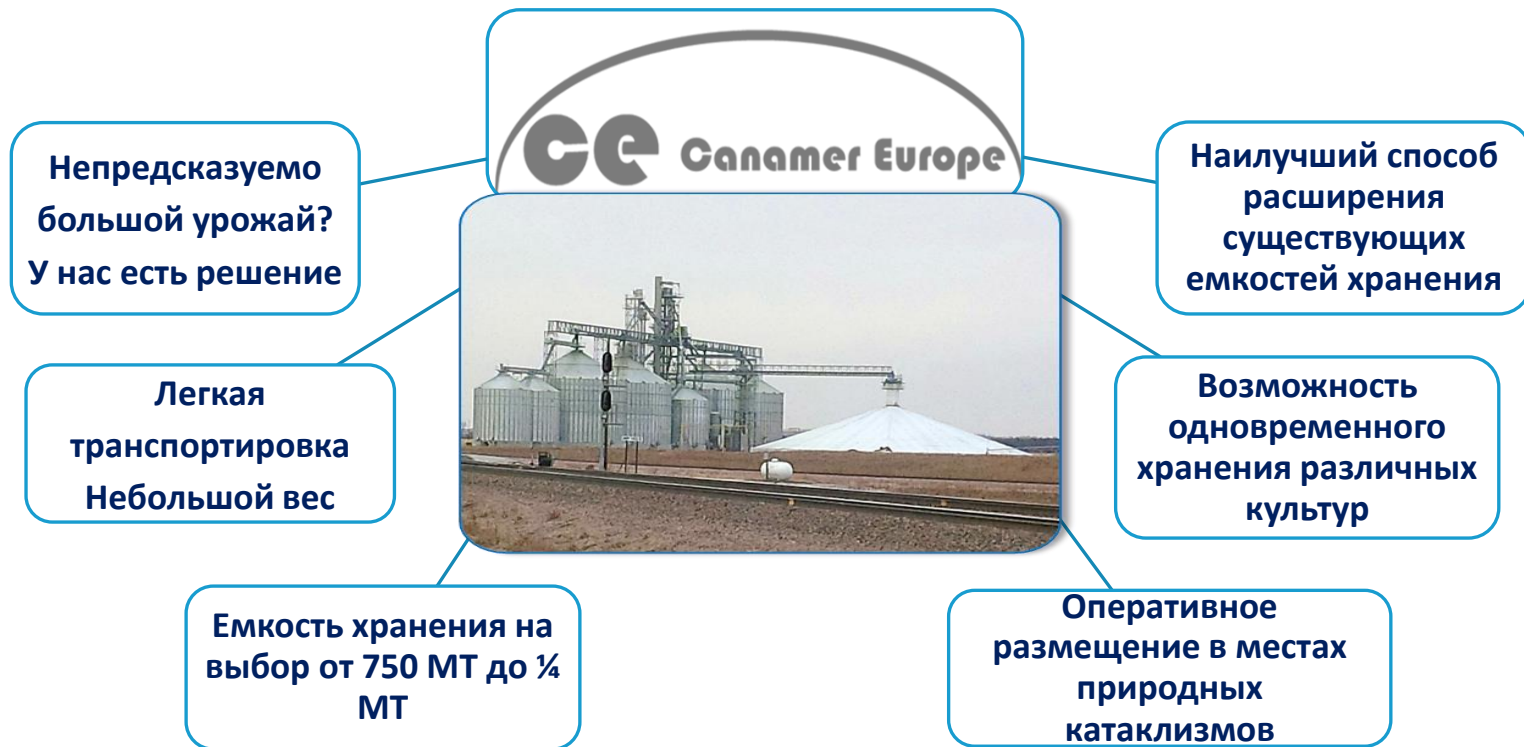 ce Canamer Europe
Непредсказуемо
большой урожай?
У нас есть решение
Легкая
транспортировка
Небольшой вес
Емкость хранения на
выбор от 750 МТ до ¼
МТ
Наилучший способ
расширения
существующих
емкостей хранения
Возможность
одновременного
хранения различных
культур
Оперативное
размещение в местах
природных
катаклизмов